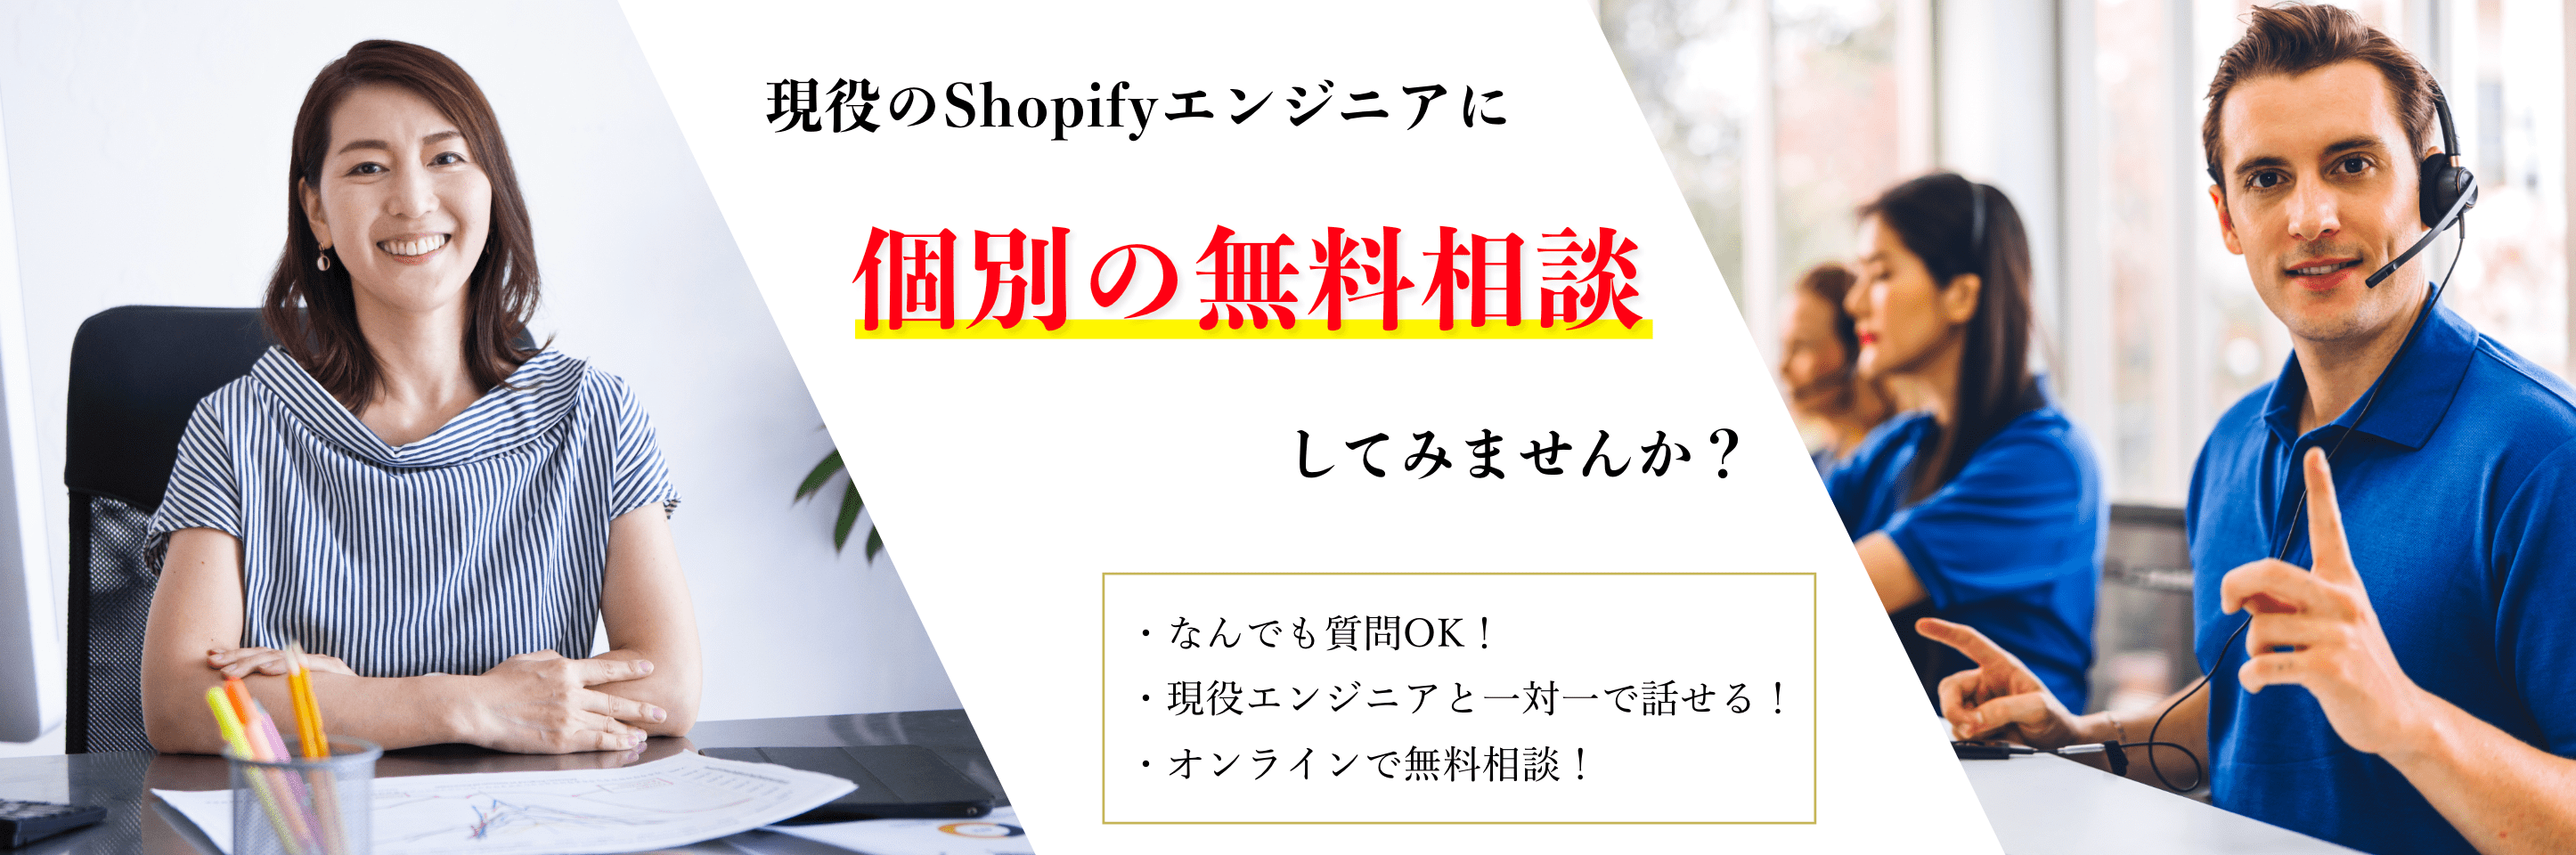 現役のShopifyエンジニアに
個別の無料相談
してみませんか？
・なんでも質問OK！
・現役エンジニアと一対一で話せる！
・オンラインで無料相談！